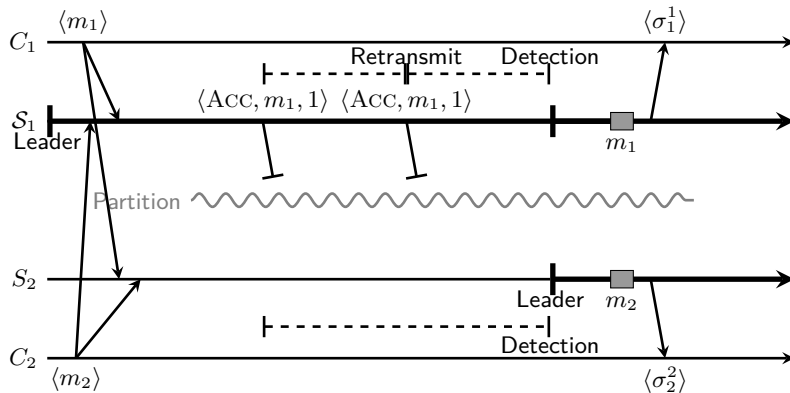 ⟨m₁⟩ ⟨σ₁¹⟩
C₁
Retransmit Detection
⟨Acc, m₁, 1⟩ ⟨Acc, m₁, 1⟩
S₁
Leader m₁
Partition
S₂
Leader m₂
Detection
C₂
⟨m₂⟩ ⟨σ₂²⟩